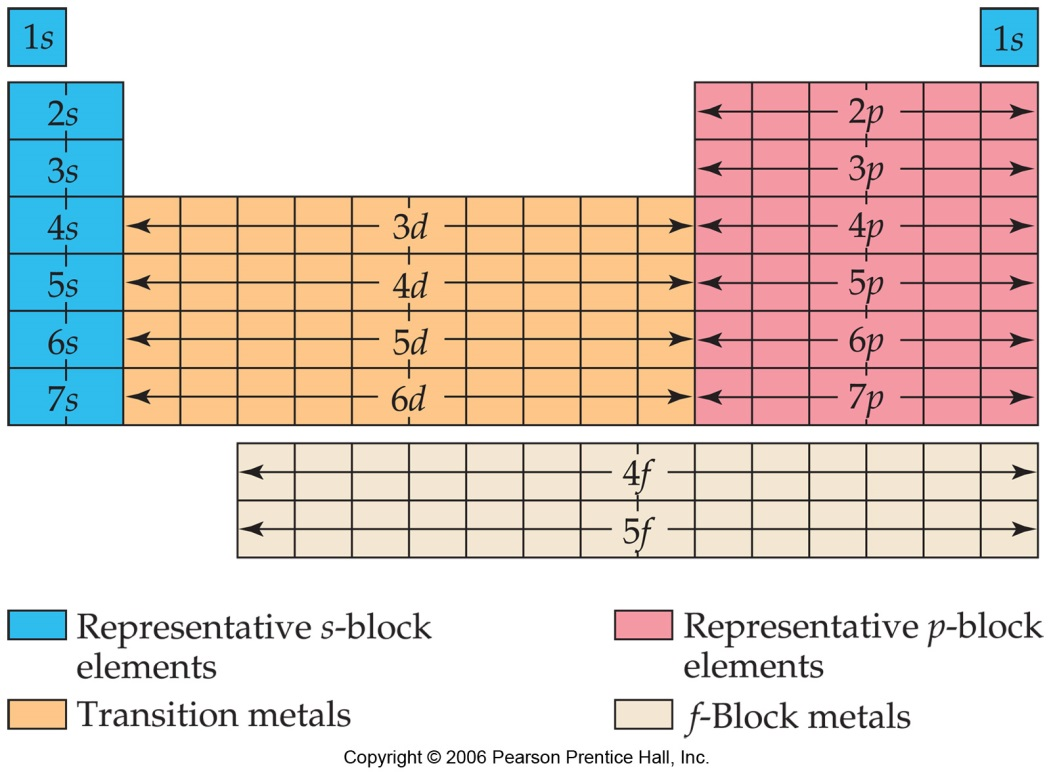 1s 1s
2s 2p
3s 3p
4s 3d 4p
5s 4d 5p
6s 5d 6p
7s 6d 7p
4f
5f
Representative s-block
elements
Transition metals
Representative p-block
elements
f-Block metals
Copyright © 2006 Pearson Prentice Hall, Inc.